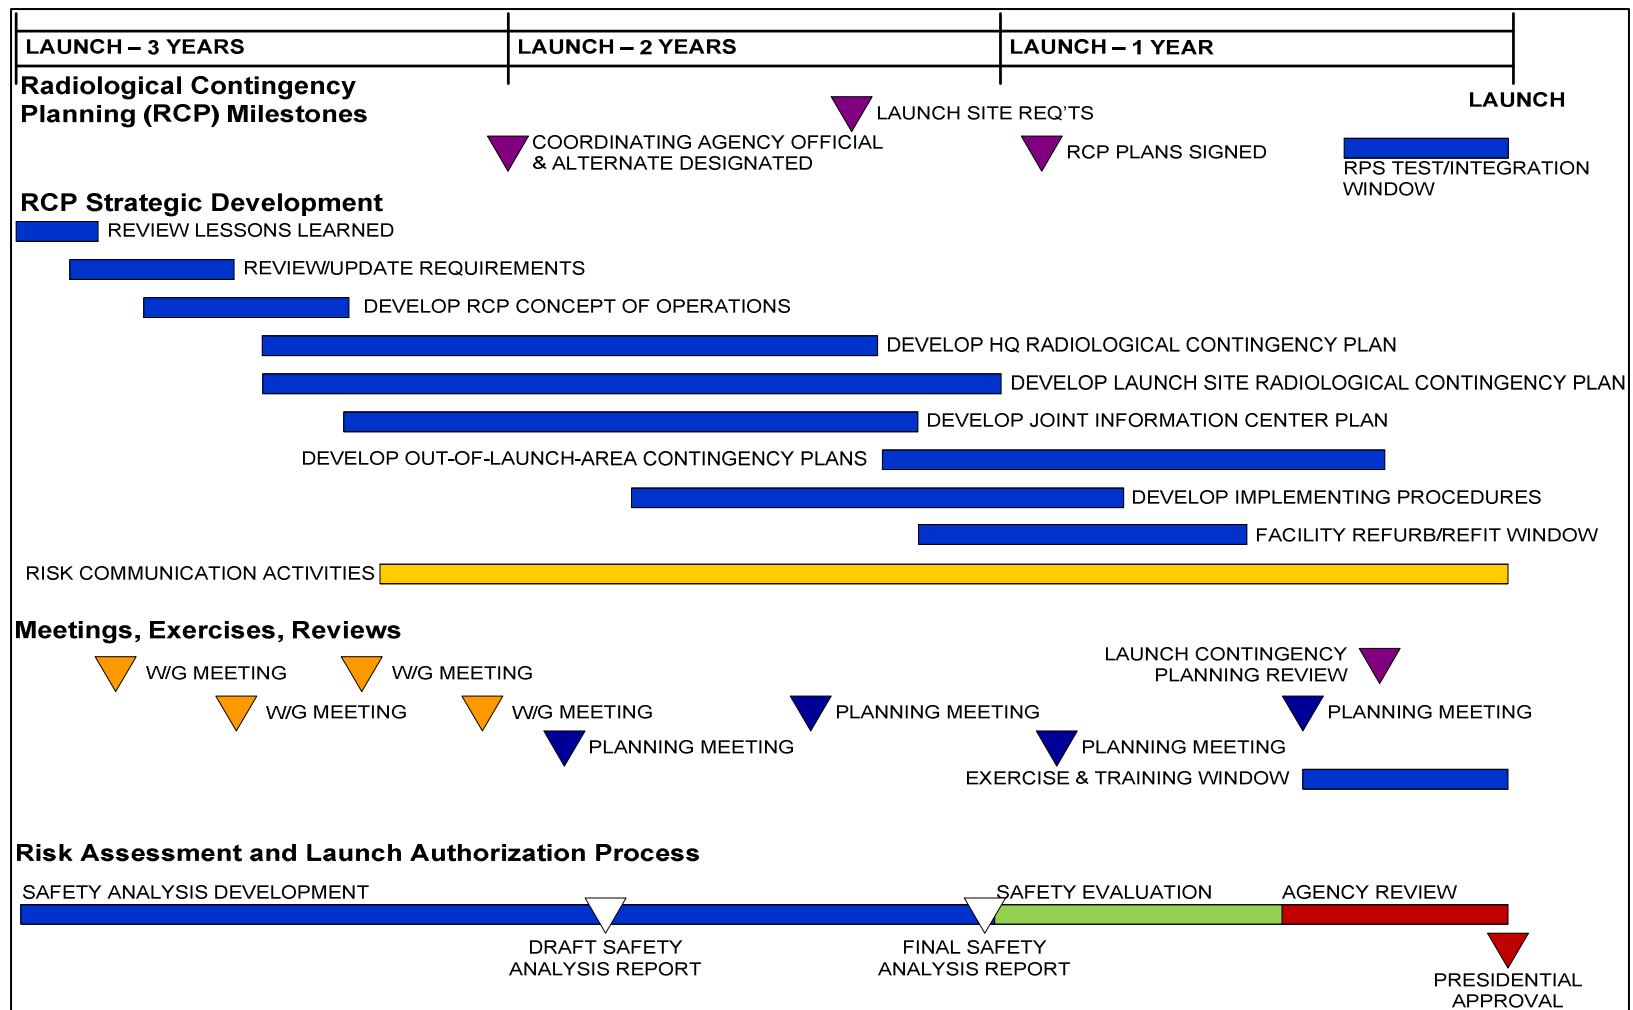 LAUNCH – 3 YEARS
LAUNCH – 2 YEARS
LAUNCH – 1 YEAR
LAUNCH
Radiological Contingency
Planning (RCP) Milestones
LAUNCH SITE REQ'TS
COORDINATING AGENCY OFFICIAL
& ALTERNATE DESIGNATED
RCP PLANS SIGNED
RPS TEST/INTEGRATION
WINDOW
RCP Strategic Development
REVIEW LESSONS LEARNED
REVIEW/UPDATE REQUIREMENTS
DEVELOP RCP CONCEPT OF OPERATIONS
DEVELOP HQ RADIOLOGICAL CONTINGENCY PLAN
DEVELOP LAUNCH SITE RADIOLOGICAL CONTINGENCY PLAN
DEVELOP JOINT INFORMATION CENTER PLAN
DEVELOP OUT-OF-LAUNCH-AREA CONTINGENCY PLANS
DEVELOP IMPLEMENTING PROCEDURES
FACILITY REFURB/REFIT WINDOW
RISK COMMUNICATION ACTIVITIES
Meetings, Exercises, Reviews
W/G MEETING
W/G MEETING
LAUNCH CONTINGENCY
PLANNING REVIEW
W/G MEETING
W/G MEETING
PLANNING MEETING
PLANNING MEETING
PLANNING MEETING
PLANNING MEETING
EXERCISE & TRAINING WINDOW
Risk Assessment and Launch Authorization Process
SAFETY ANALYSIS DEVELOPMENT
SAFETY EVALUATION
AGENCY REVIEW
DRAFT SAFETY
ANALYSIS REPORT
FINAL SAFETY
ANALYSIS REPORT
PRESIDENTIAL
APPROVAL